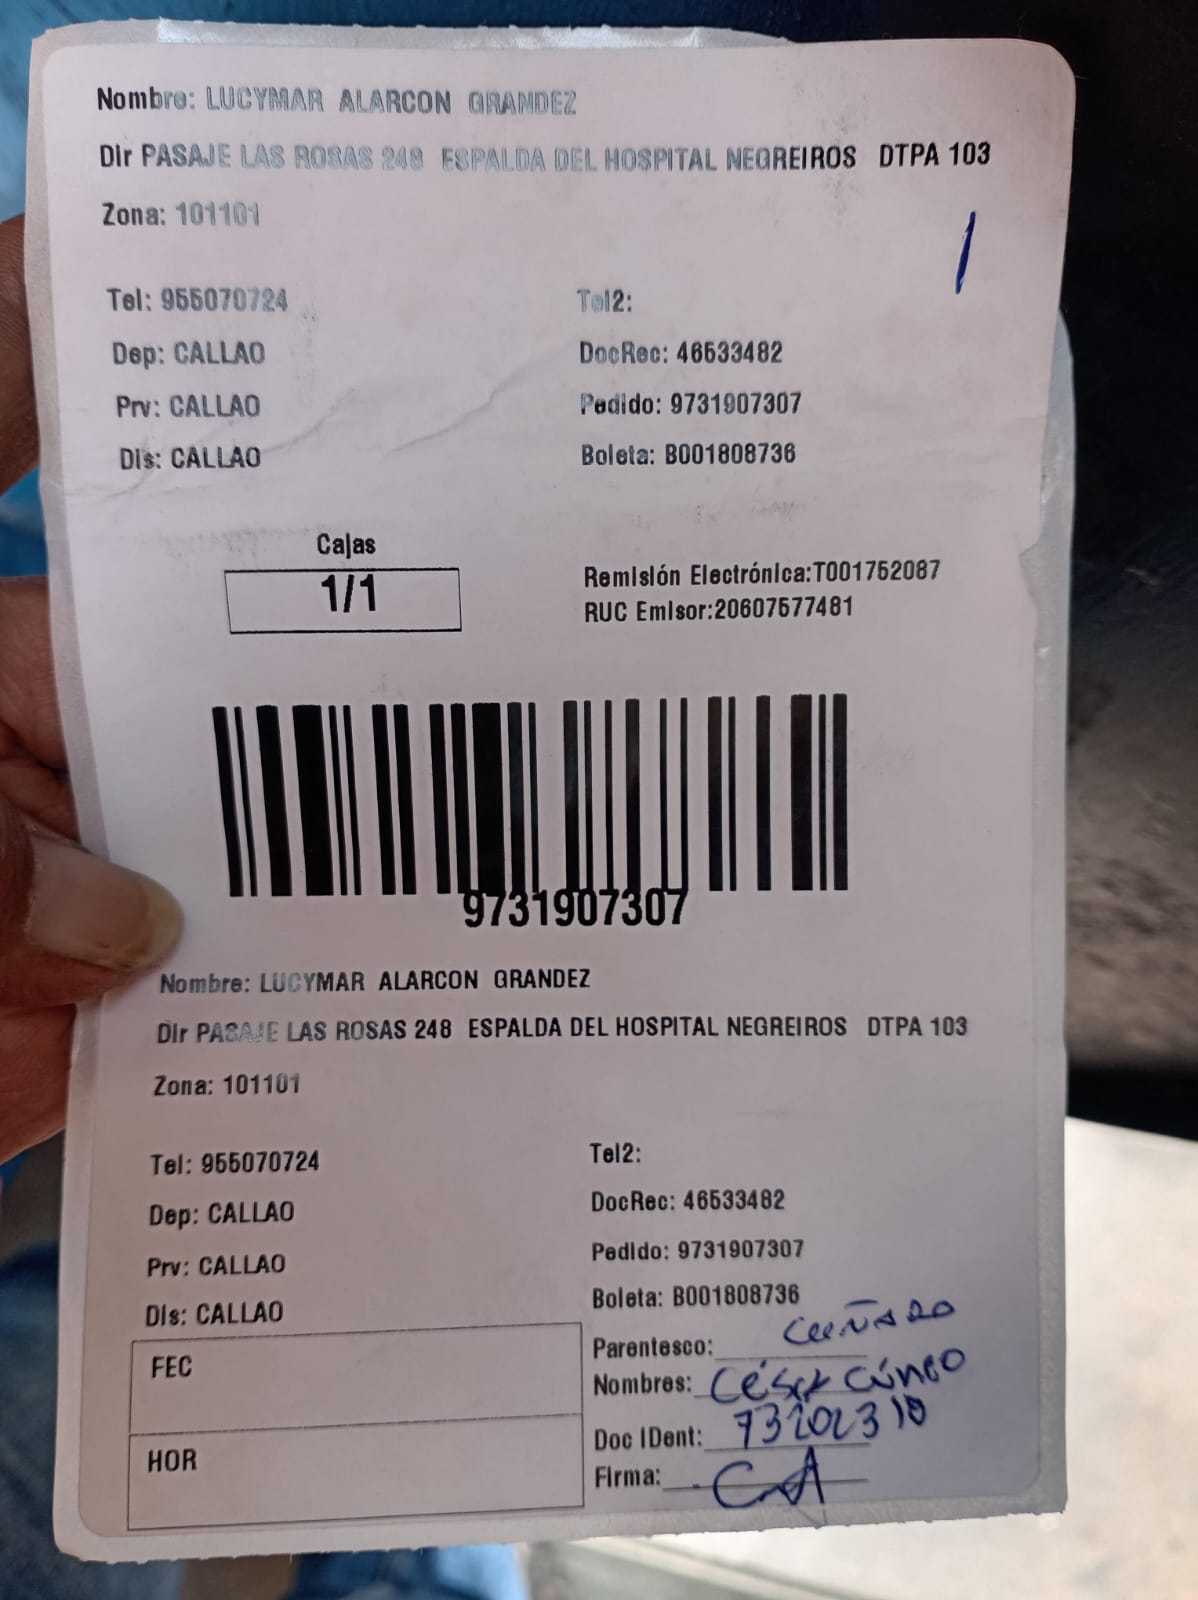 Nombre: LUCYMAR ALARCON GRANDEZ
Dir PASAJE LAS ROSAS 248 ESPALDA DEL HOSPITAL NEGREIROS DTPA 103
Zona: 101101
Tel: 955070724 Tel2:
Dep: CALLAO DocRec: 46533482
Prv: CALLAO Pedido: 9731907307
Dis: CALLAO Boleta: B001808736
Cajas
1/1
Remisión Electrónica:T001752087
RUC Emisor:20607577481
9731907307
Nombre: LUCYMAR ALARCON GRANDEZ
Dir PASAJE LAS ROSAS 248 ESPALDA DEL HOSPITAL NEGREIROS DTPA 103
Zona: 101101
Tel: 955070724 Tel2:
Dep: CALLAO DocRec: 46533482
Prv: CALLAO Pedido: 9731907307
Dis: CALLAO Boleta: B001808736
FEC
HOR
Parentesco: CUÑADO
Nombres: César Cúneo
Doc IDent:
Firma: CA